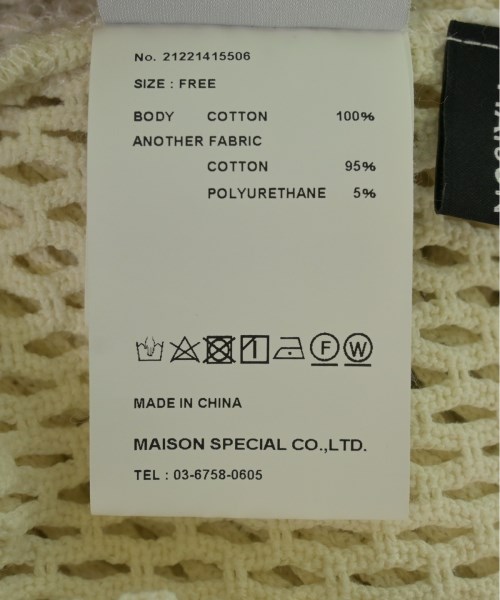 No. 21221415506
SIZE : FREE
BODY COTTON 100%
ANOTHER FABRIC
COTTON 95%
POLYURETHANE 5%
F W
MADE IN CHINA
MAISON SPECIAL CO.,LTD.
TEL : 03-6758-0605